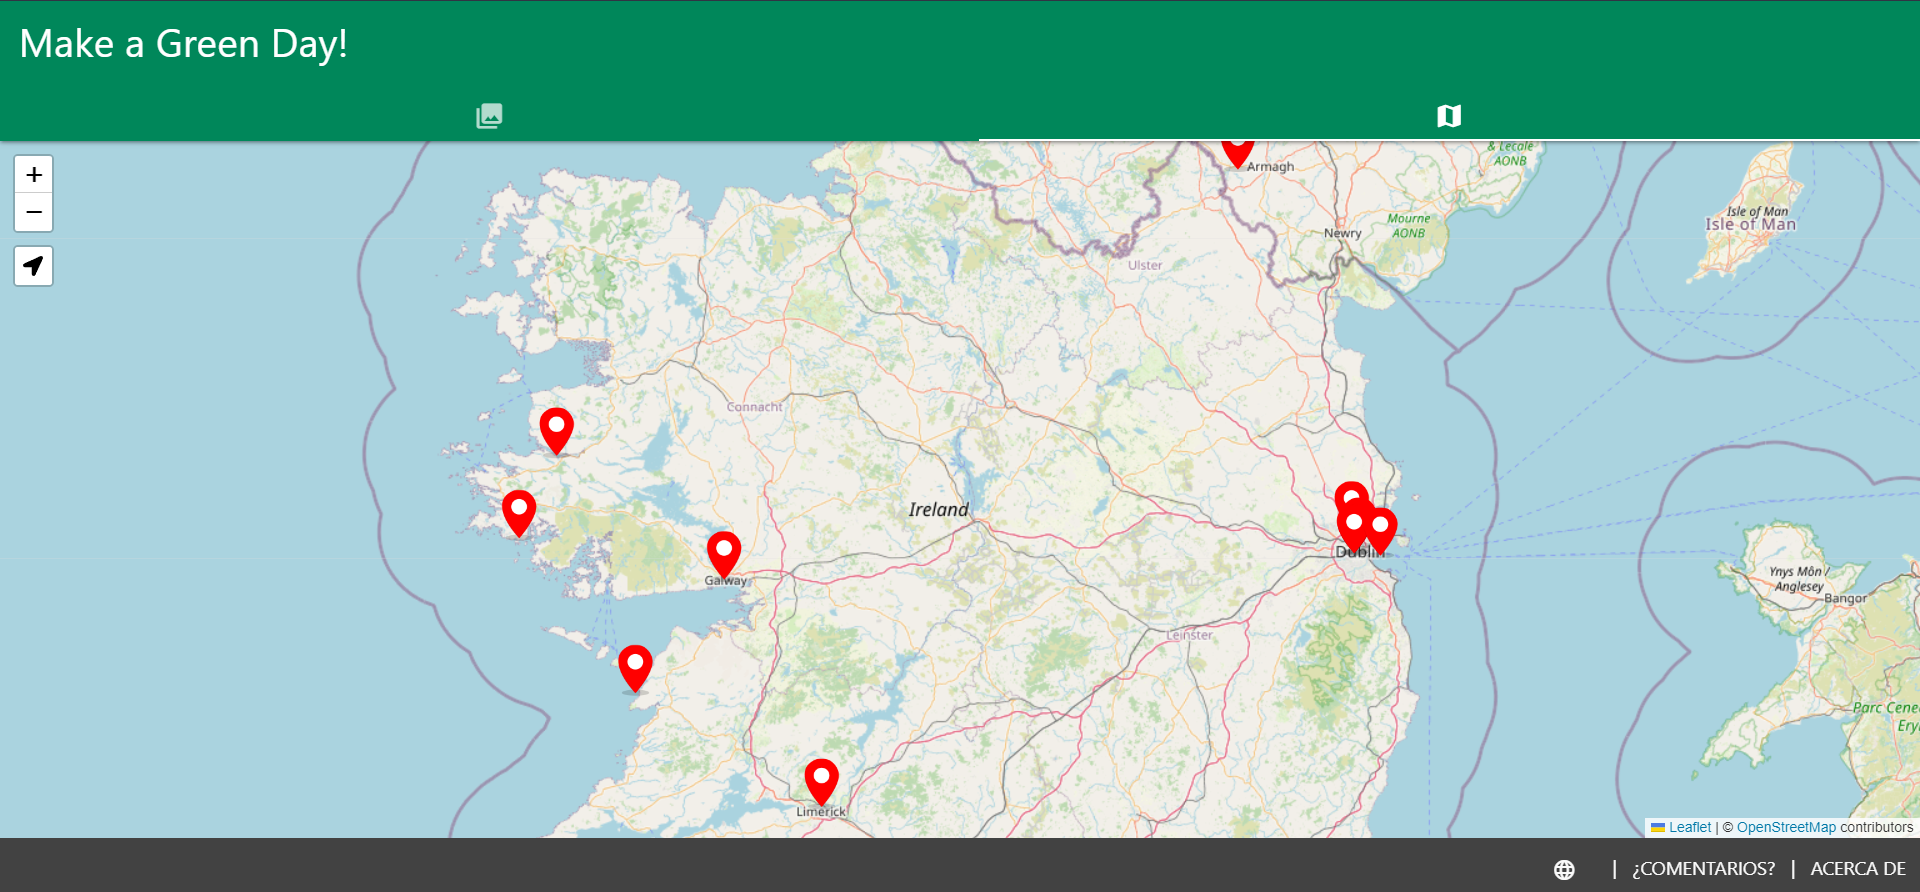 Make a Green Day!
+
−
Armagh
& Lecale
AONB
Isle of Man
Isle of Man
Mourne
AONB
Newry
Ulster
Connacht
Ireland
Dublin
Galway
Ynys Môn /
Anglesey
Bangor
Leinster
Parc Cene
Ery
Limerick
Leaflet | © OpenStreetMap contributors
| ¿COMENTARIOS? | ACERCA DE